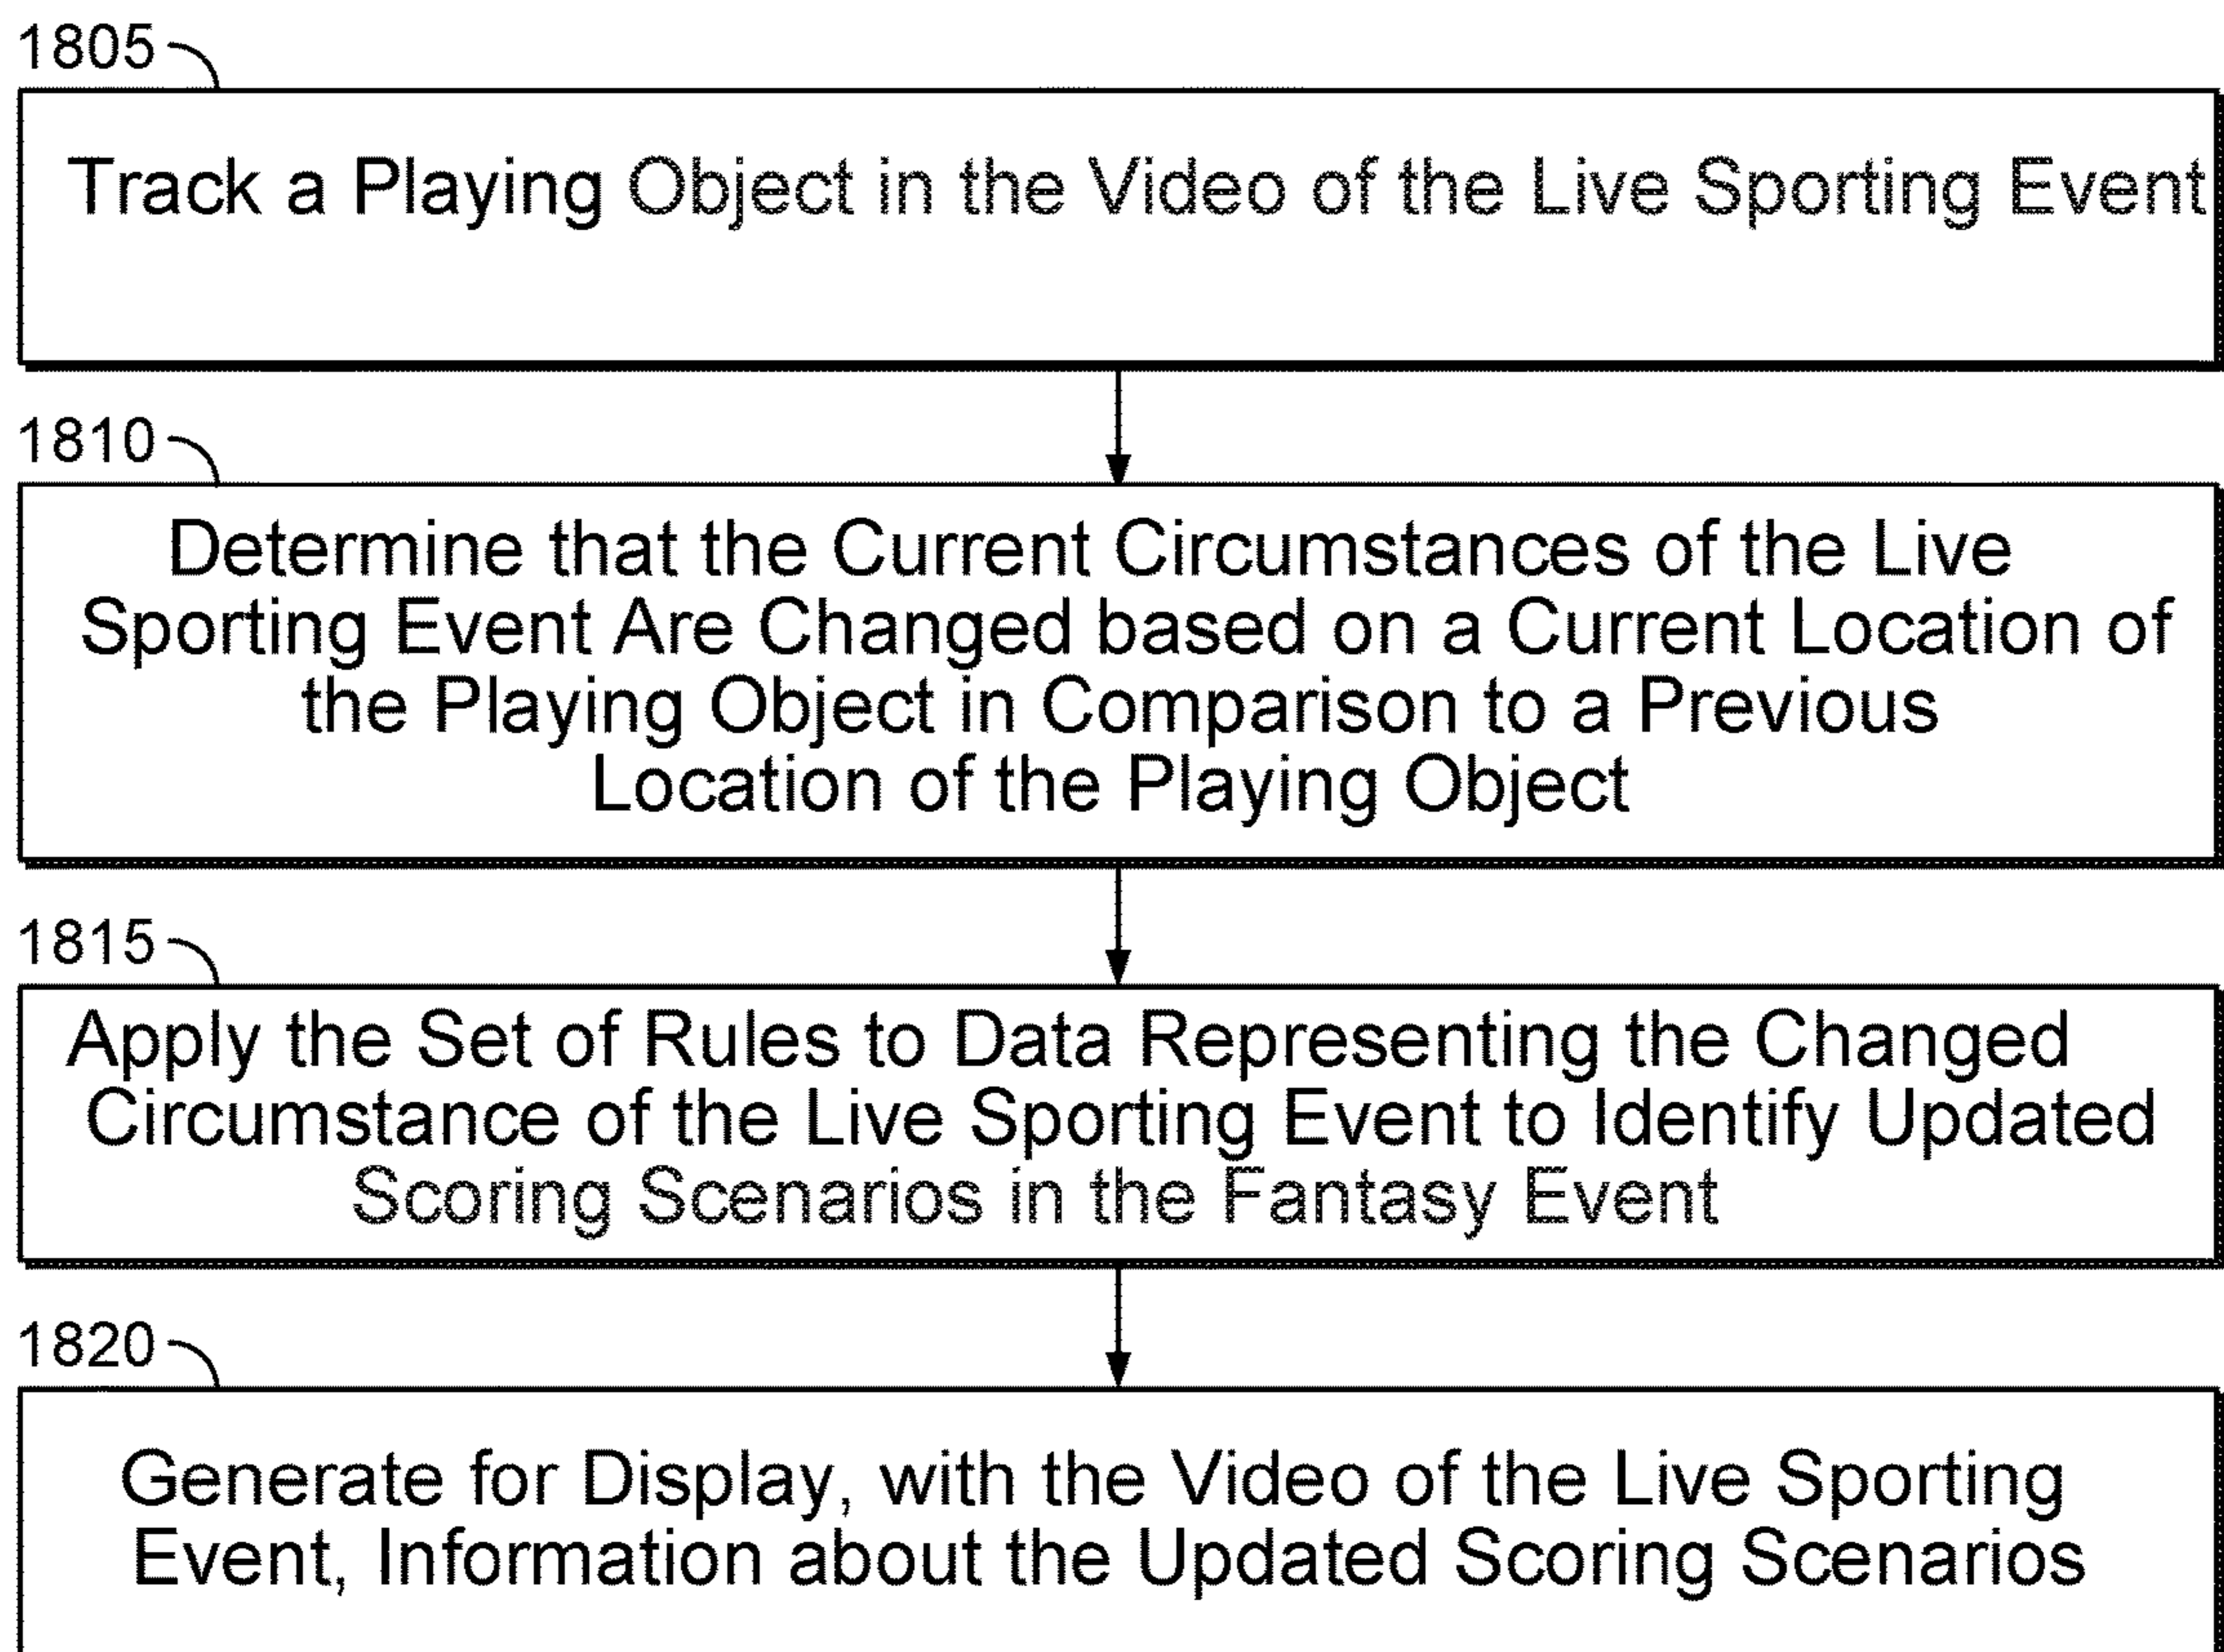 1805
Track a Playing Object in the Video of the Live Sporting Event
1810
Determine that the Current Circumstances of the Live
Sporting Event Are Changed based on a Current Location of
the Playing Object in Comparison to a Previous
Location of the Playing Object
1815
Apply the Set of Rules to Data Representing the Changed
Circumstance of the Live Sporting Event to Identify Updated
Scoring Scenarios in the Fantasy Event
1820
Generate for Display, with the Video of the Live Sporting
Event, Information about the Updated Scoring Scenarios